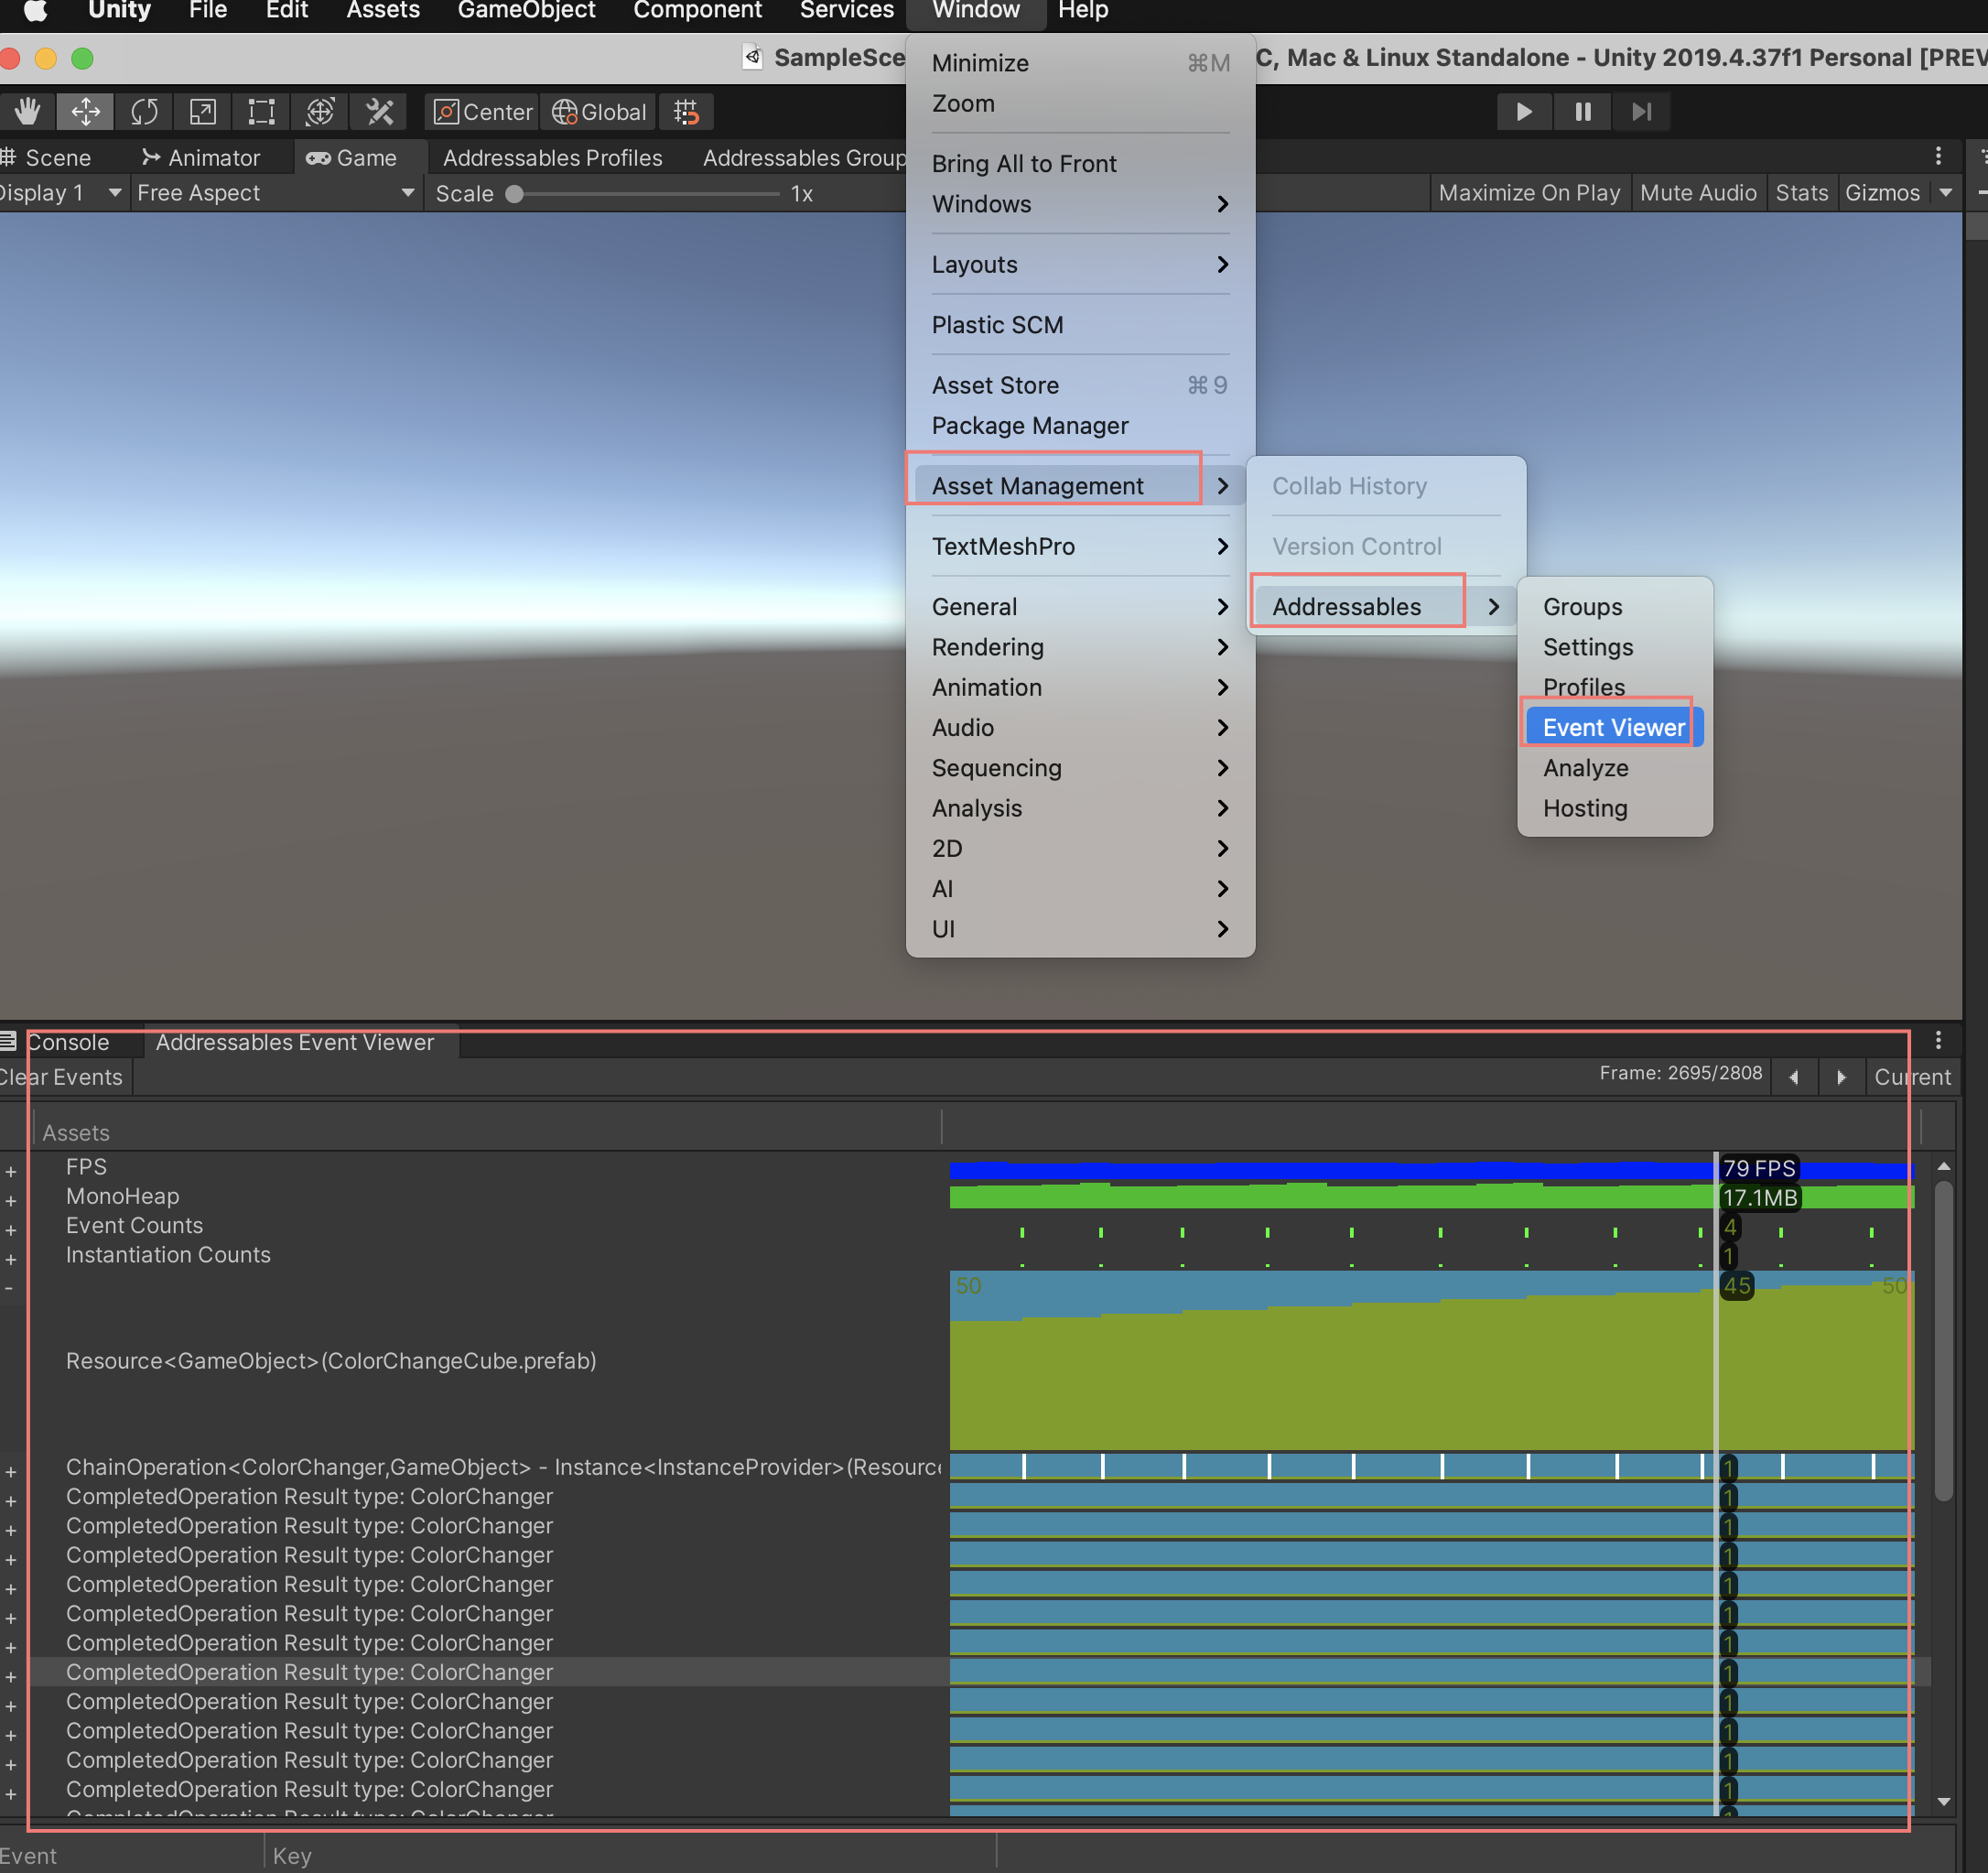 Unity File Edit Assets GameObject Component Services Window Help
SampleSce
C, Mac & Linux Standalone - Unity 2019.4.37f1 Personal [PREV
Center Global
Scene Animator Game Addressables Profiles Addressables Group
Display 1 Free Aspect Scale 1x Maximize On Play Mute Audio Stats Gizmos
Minimize ⌘M
Zoom
Bring All to Front
Windows
Layouts
Plastic SCM
Asset Store ⌘9
Package Manager
Asset Management
TextMeshPro
General
Rendering
Animation
Audio
Sequencing
Analysis
2D
AI
UI
Collab History
Version Control
Addressables
Groups
Settings
Profiles
Event Viewer
Analyze
Hosting
Console Addressables Event Viewer
Clear Events Frame: 2695/2808 Current
Assets
+ FPS 79 FPS
+ MonoHeap 17.1MB
+ Event Counts 4
+ Instantiation Counts 1
- 50 45 50
Resource<GameObject>(ColorChangeCube.prefab)
+ ChainOperation<ColorChanger,GameObject> - Instance<InstanceProvider>(Resource 1
+ CompletedOperation Result type: ColorChanger 1
+ CompletedOperation Result type: ColorChanger 1
+ CompletedOperation Result type: ColorChanger 1
+ CompletedOperation Result type: ColorChanger 1
+ CompletedOperation Result type: ColorChanger 1
+ CompletedOperation Result type: ColorChanger 1
+ CompletedOperation Result type: ColorChanger 1
+ CompletedOperation Result type: ColorChanger 1
+ CompletedOperation Result type: ColorChanger 1
+ CompletedOperation Result type: ColorChanger 1
+ CompletedOperation Result type: ColorChanger 1
Event Key